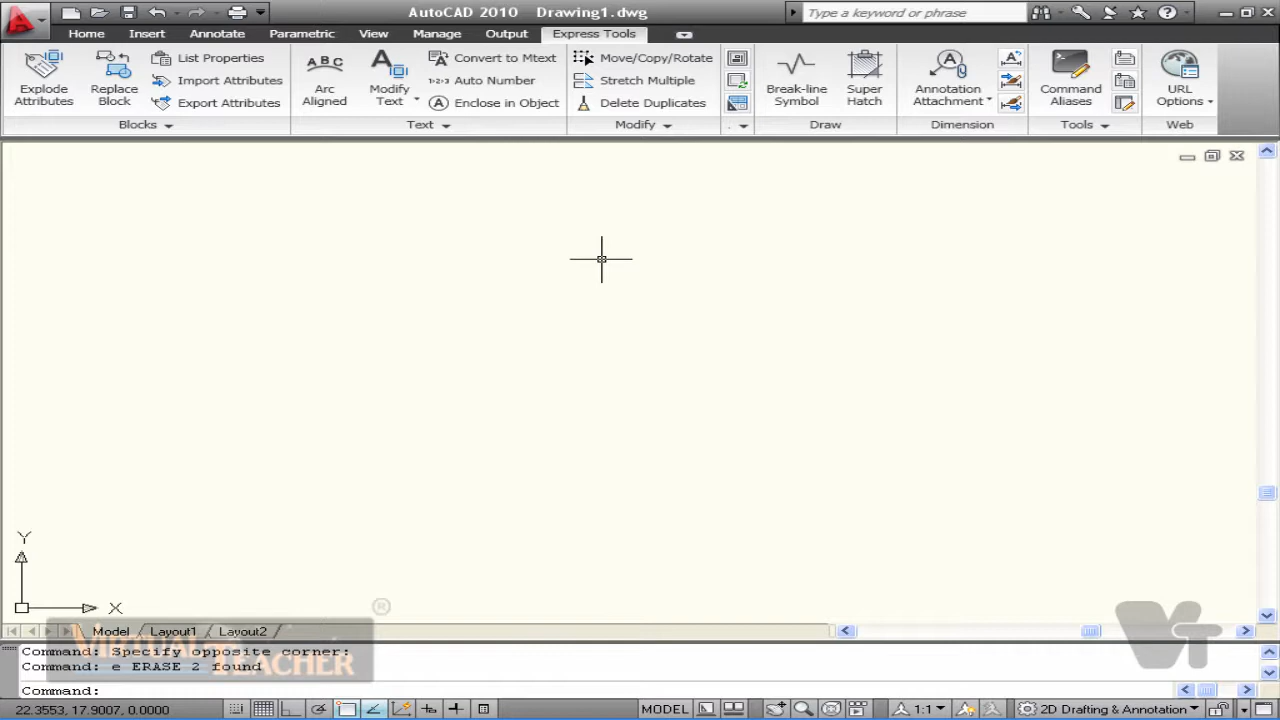 AutoCAD 2010 Drawing1.dwg
Type a keyword or phrase
Home Insert Annotate Parametric View Manage Output Express Tools
Explode Attributes
Replace Block
List Properties
Import Attributes
Export Attributes
Blocks
ABC
Arc Aligned
Modify Text
Convert to Mtext
Auto Number
Enclose in Object
Text
Move/Copy/Rotate
Stretch Multiple
Delete Duplicates
Modify
Break-line Symbol
Super Hatch
Draw
Annotation Attachment
Dimension
Command Aliases
Tools
URL Options
Web
Y
X
®
Model Layout1 Layout2
VIRTUAL TEACHER
VT
Command: Specify opposite corner:
Command: e ERASE 2 found
Command:
22.3553, 17.9007, 0.0000
MODEL
1:1
2D Drafting & Annotation